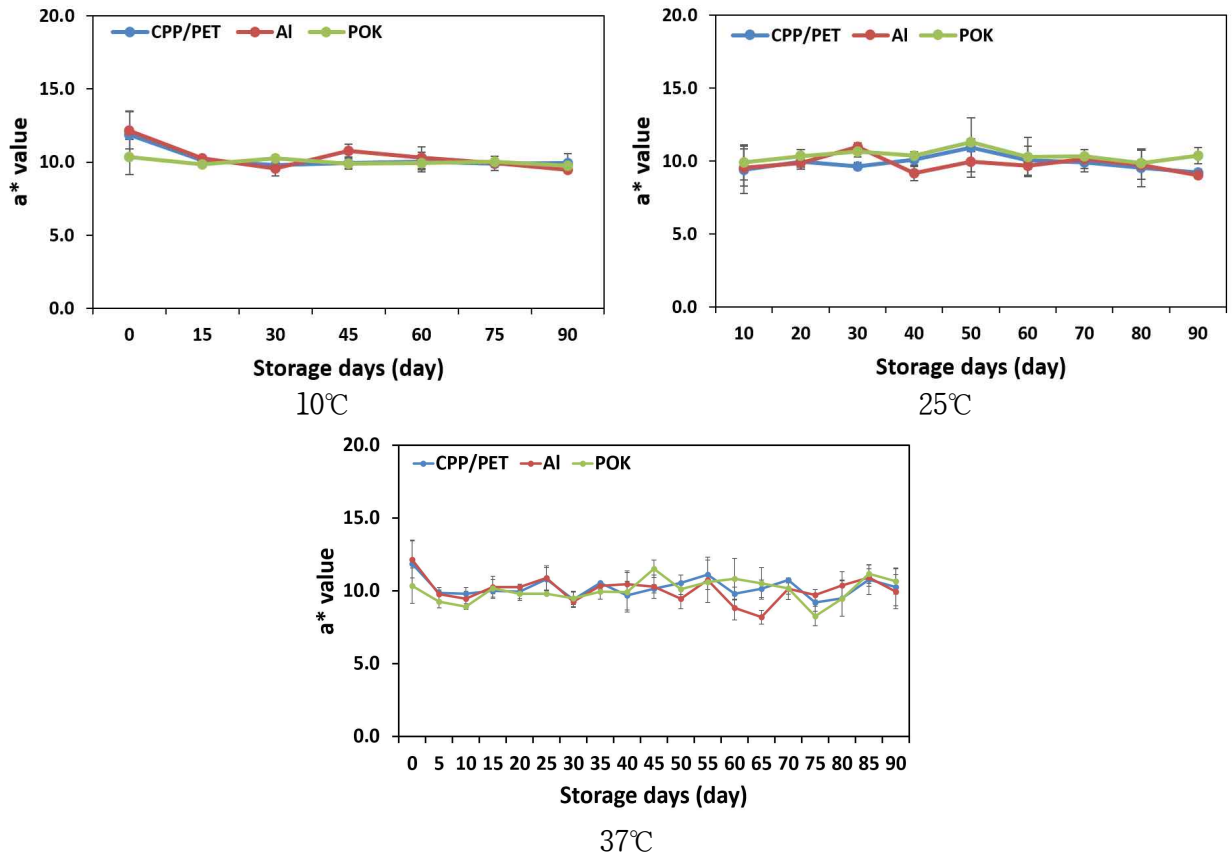 20.0
15.0
10.0
5.0
0.0
a* value
CPP/PET Al POK
0 15 30 45 60 75 90
Storage days (day)
10℃
20.0
15.0
10.0
5.0
0.0
a* value
CPP/PET Al POK
10 20 30 40 50 60 70 80 90
Storage days (day)
25℃
20.0
15.0
10.0
5.0
0.0
a* value
CPP/PET Al POK
0 5 10 15 20 25 30 35 40 45 50 55 60 65 70 75 80 85 90
Storage days (day)
37℃